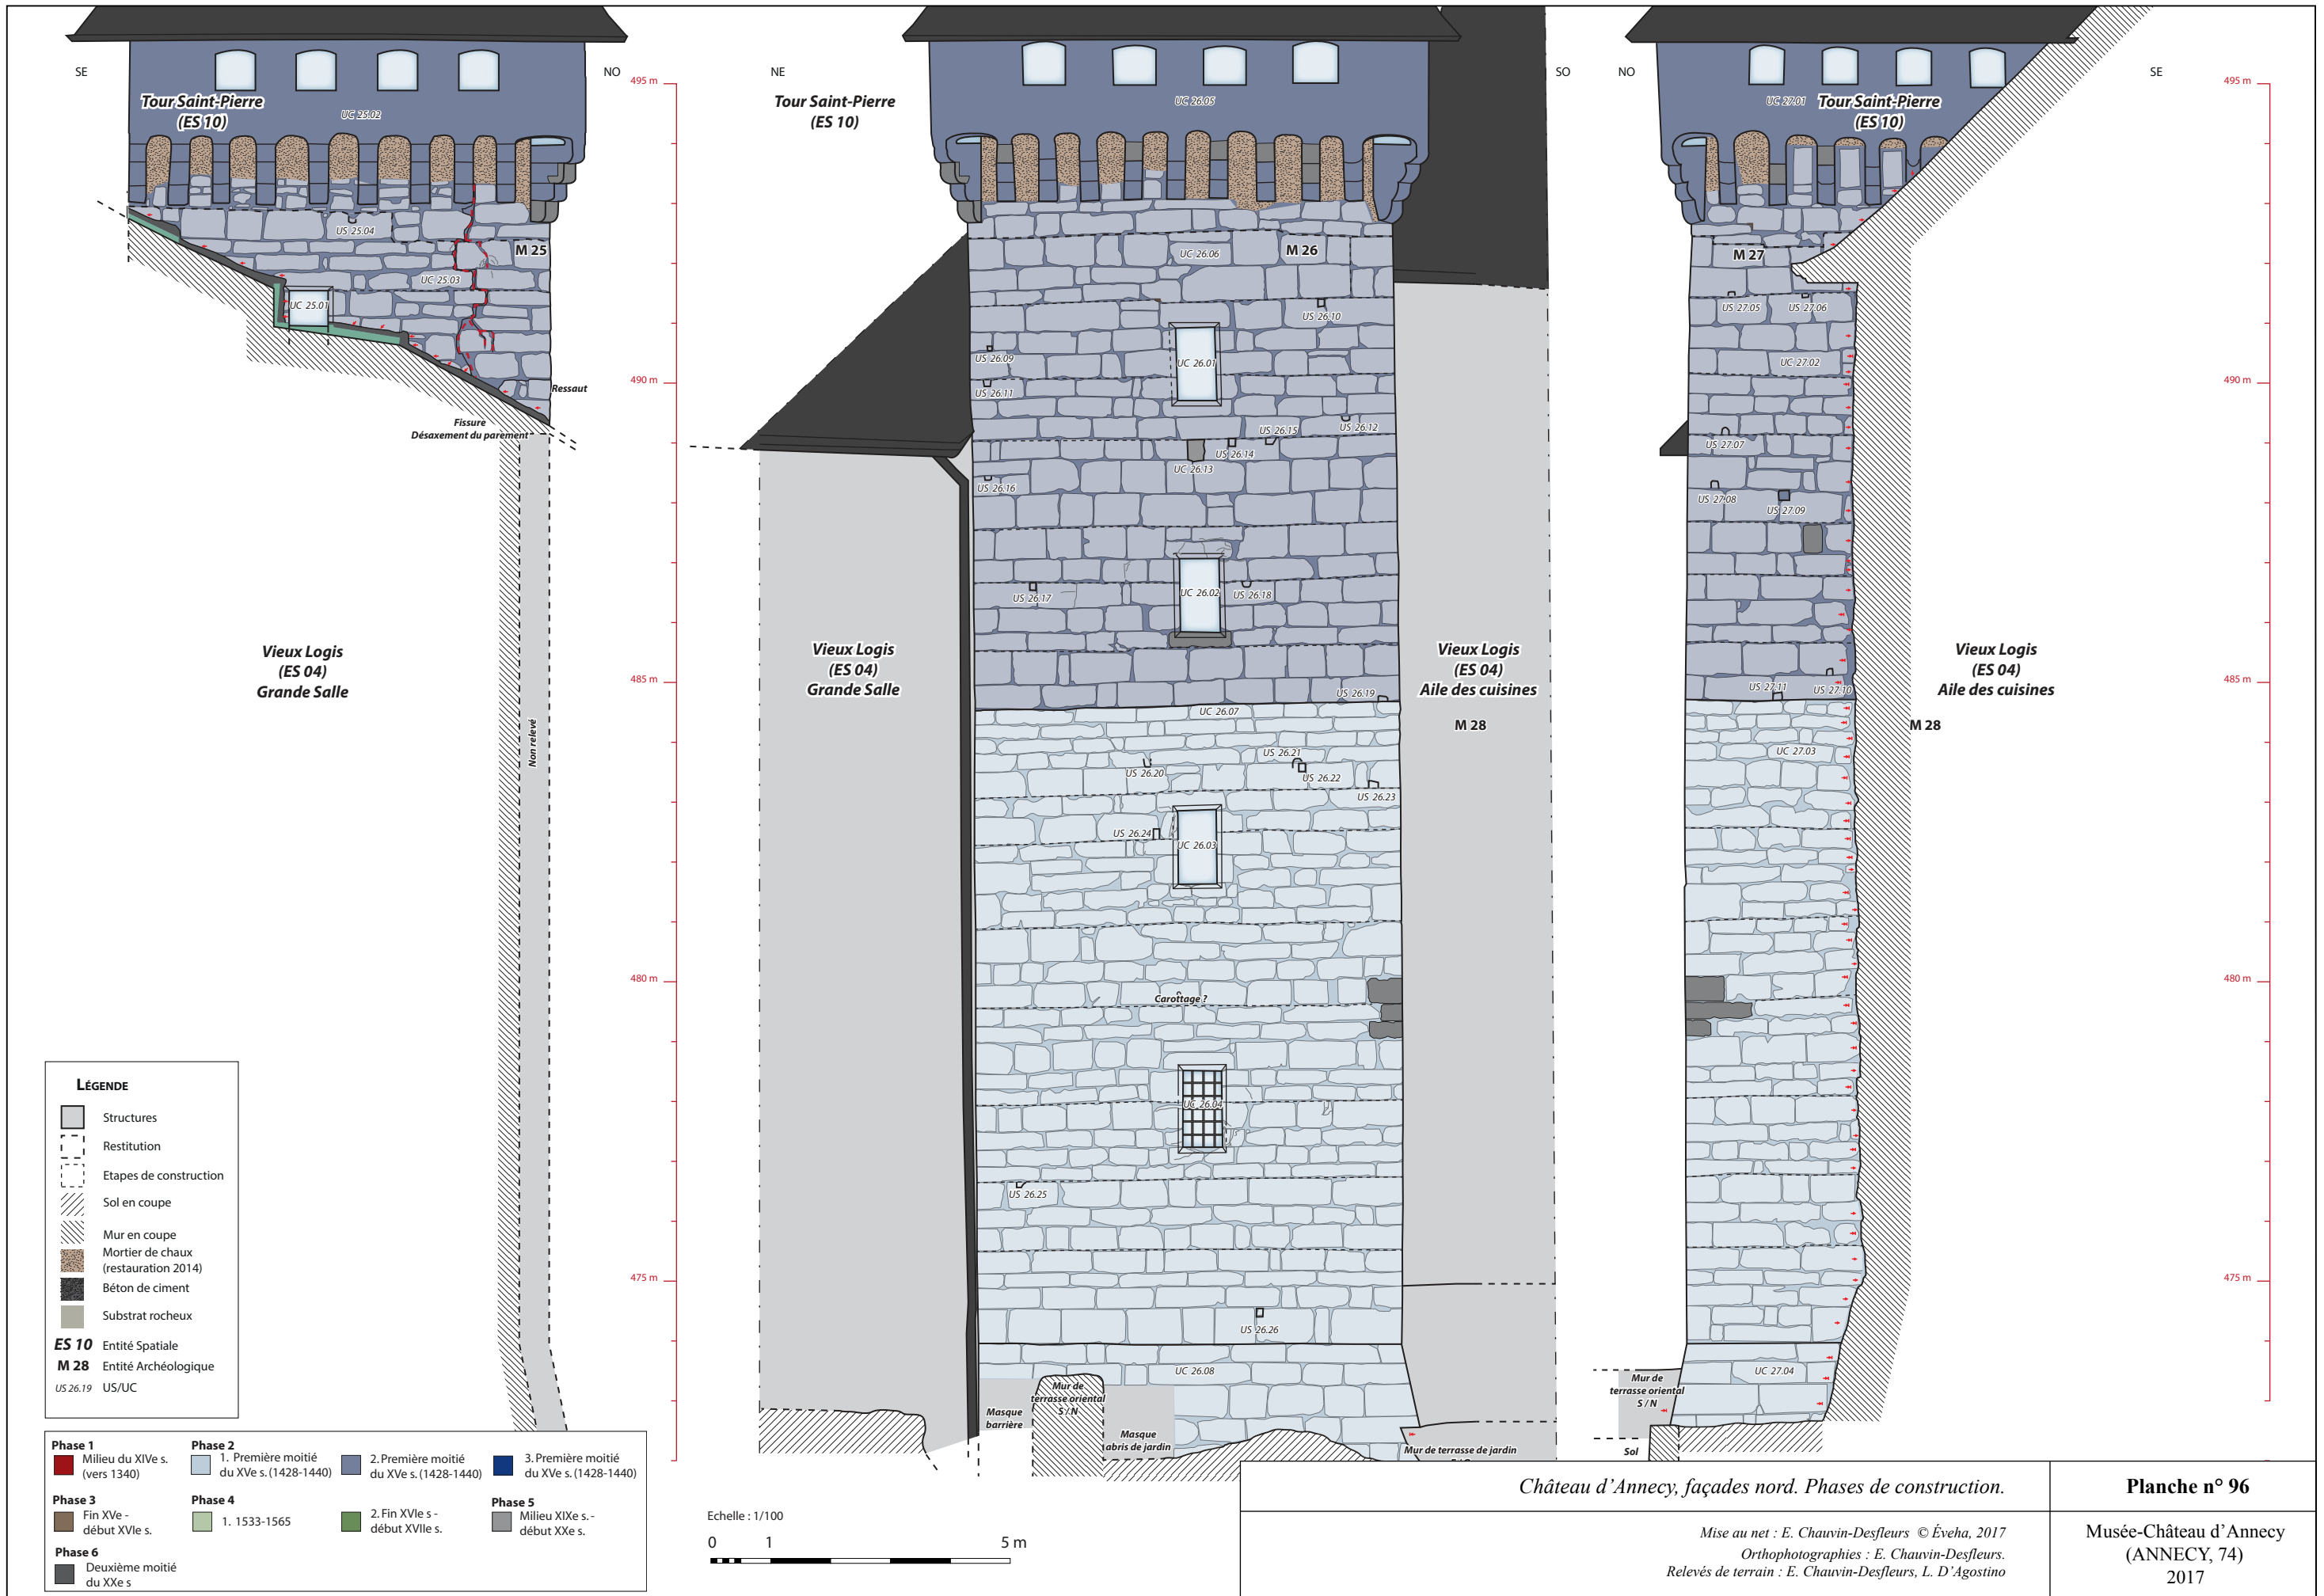 SE
NO
Tour Saint-Pierre
(ES 10)
UC 25.02
US 25.04
M 25
UC 25.03
UC 25.01
Ressaut
Fissure
Désaxement du parement
Vieux Logis
(ES 04)
Grande Salle
Non relevé
495 m
490 m
485 m
480 m
475 m
NE
SO
Tour Saint-Pierre
(ES 10)
UC 26.05
UC 26.06
M 26
US 26.10
US 26.09
UC 26.01
US 26.11
US 26.12
US 26.15
US 26.14
UC 26.13
US 26.16
UC 26.02
US 26.17
US 26.18
Vieux Logis
(ES 04)
Grande Salle
Vieux Logis
(ES 04)
Aile des cuisines
M 28
US 26.19
UC 26.07
US 26.21
US 26.20
US 26.22
US 26.23
US 26.24
UC 26.03
Carottage ?
UC 26.04
US 26.25
US 26.26
UC 26.08
Mur de
terrasse oriental
S / N
Masque
barrière
Masque
abris de jardin
Mur de terrasse de jardin
NO
SE
UC 27.01
Tour Saint-Pierre
(ES 10)
M 27
US 27.05
US 27.06
UC 27.02
US 27.07
US 27.08
US 27.09
US 27.11
US 27.10
UC 27.03
Vieux Logis
(ES 04)
Aile des cuisines
M 28
UC 27.04
Mur de
terrasse oriental
S / N
Sol
495 m
490 m
485 m
480 m
475 m
LÉGENDE
Structures
Restitution
Etapes de construction
Sol en coupe
Mur en coupe
Mortier de chaux
(restauration 2014)
Béton de ciment
Substrat rocheux
ES 10 Entité Spatiale
M 28 Entité Archéologique
US 26.19 US/UC
Phase 1
Milieu du XIVe s.
(vers 1340)
Phase 2
1. Première moitié
du XVe s. (1428-1440)
2. Première moitié
du XVe s. (1428-1440)
3. Première moitié
du XVe s. (1428-1440)
Phase 3
Fin XVe -
début XVIe s.
Phase 4
1. 1533-1565
2. Fin XVIe s -
début XVIIe s.
Phase 5
Milieu XIXe s. -
début XXe s.
Phase 6
Deuxième moitié
du XXe s
Echelle : 1/100
0 1 5 m
Château d'Annecy, façades nord. Phases de construction.
Mise au net : E. Chauvin-Desfleurs © Éveha, 2017
Orthophotographies : E. Chauvin-Desfleurs.
Relevés de terrain : E. Chauvin-Desfleurs, L. D'Agostino
Planche n° 96
Musée-Château d'Annecy
(ANNECY, 74)
2017